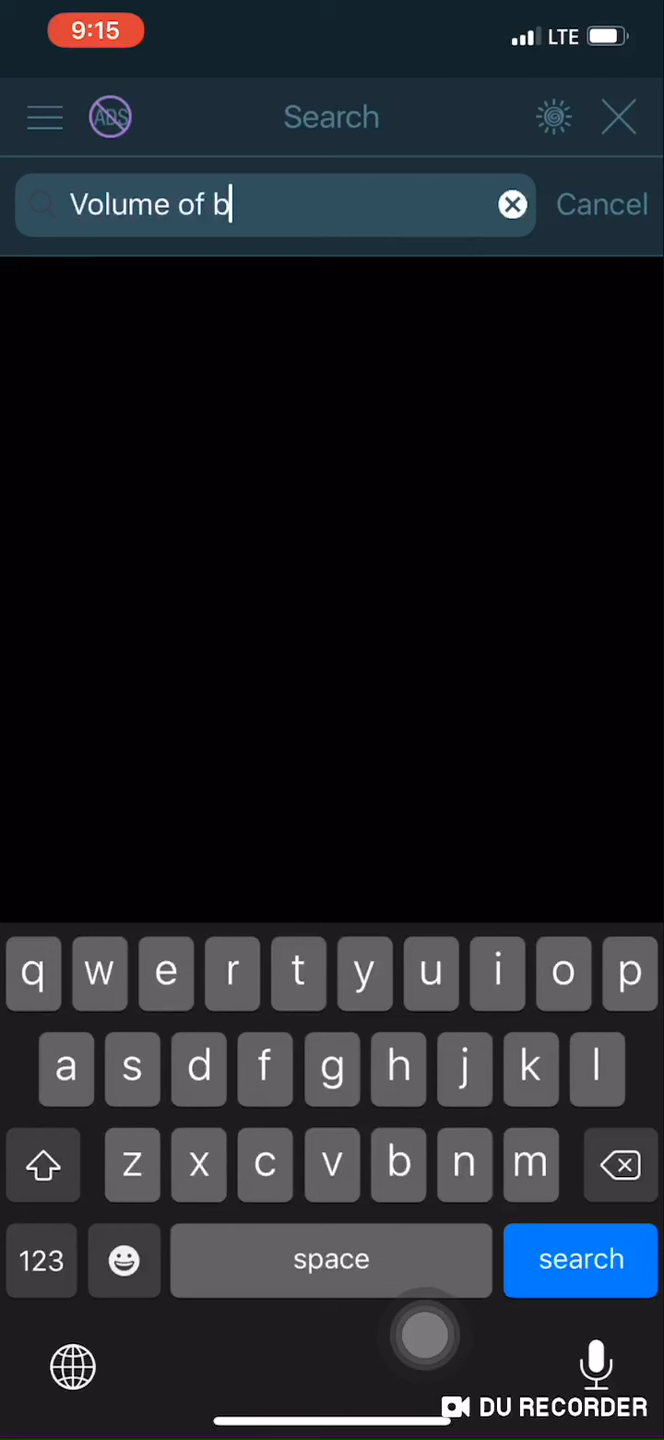 9:15
LTE
ADS
Search
Volume of b
Cancel
q w e r t y u i o p
a s d f g h j k l
z x c v b n m
123
space
search
DU RECORDER